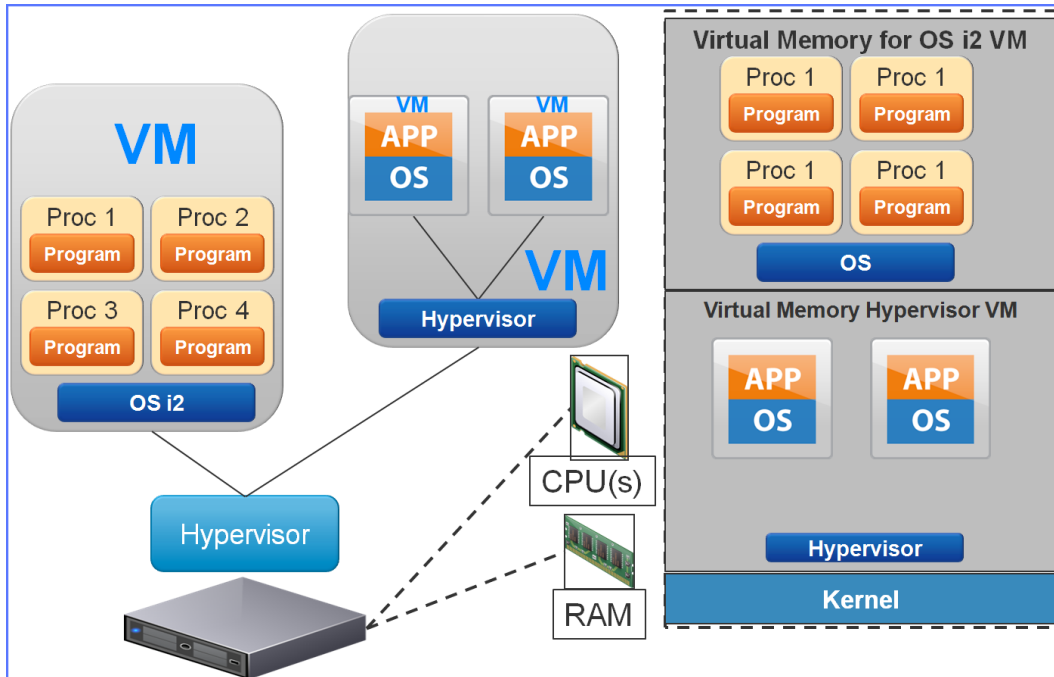 VM
Proc 1
Program
Proc 2
Program
Proc 3
Program
Proc 4
Program
OS i2
VM
APP
OS
VM
APP
OS
VM
Hypervisor
Hypervisor
CPU(s)
RAM
Virtual Memory for OS i2 VM
Proc 1
Program
Proc 1
Program
Proc 1
Program
Proc 1
Program
OS
Virtual Memory Hypervisor VM
APP
OS
APP
OS
Hypervisor
Kernel